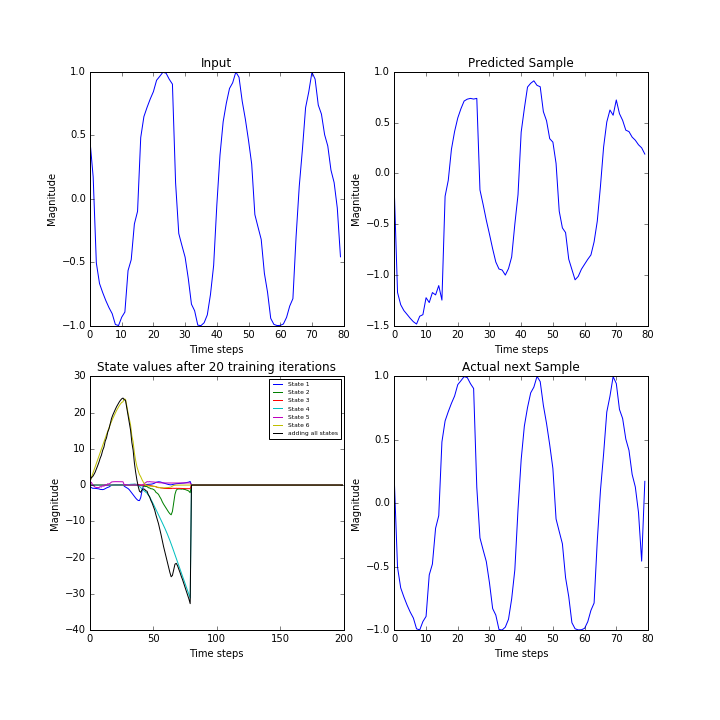 Input
1.0
0.5
0.0
−0.5
−1.0
Magnitude
0 10 20 30 40 50 60 70 80
Time steps
Predicted Sample
1.0
0.5
0.0
−0.5
−1.0
−1.5
Magnitude
0 10 20 30 40 50 60 70 80
Time steps
State values after 20 training iterations
30
20
10
0
−10
−20
−30
−40
Magnitude
State 1
State 2
State 3
State 4
State 5
State 6
adding all states
0 50 100 150 200
Time steps
Actual next Sample
1.0
0.5
0.0
−0.5
−1.0
Magnitude
0 10 20 30 40 50 60 70 80
Time steps